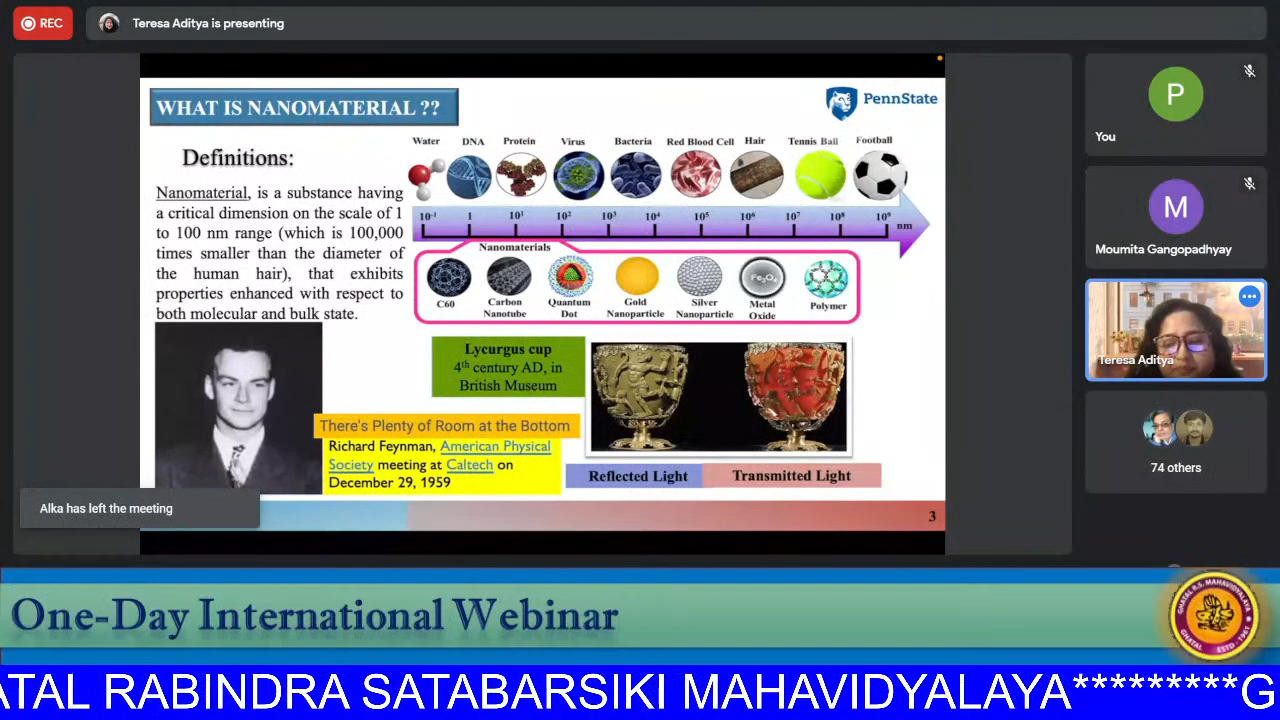 REC
Teresa Aditya is presenting
WHAT IS NANOMATERIAL ??
PennState
Definitions:
Nanomaterial, is a substance having
a critical dimension on the scale of 1
to 100 nm range (which is 100,000
times smaller than the diameter of
the human hair), that exhibits
properties enhanced with respect to
both molecular and bulk state.
Water DNA Protein Virus Bacteria Red Blood Cell Hair Tennis Ball Football
10⁻¹ 1 10¹ 10² 10³ 10⁴ 10⁵ 10⁶ 10⁷ 10⁸ 10⁹ nm
Nanomaterials
Fe₃O₄
C60
Carbon
Nanotube
Quantum
Dot
Gold
Nanoparticle
Silver
Nanoparticle
Metal
Oxide
Polymer
Lycurgus cup
4th century AD, in
British Museum
There's Plenty of Room at the Bottom
Richard Feynman, American Physical
Society meeting at Caltech on
December 29, 1959
Reflected Light
Transmitted Light
3
Alka has left the meeting
P
You
M
Moumita Gangopadhyay
Teresa Aditya
74 others
One-Day International Webinar
GHATAL R.S. MAHAVIDYALAYA
GHATAL ESTD - 1961
ATAL RABINDRA SATABARSIKI MAHAVIDYALAYA*********G